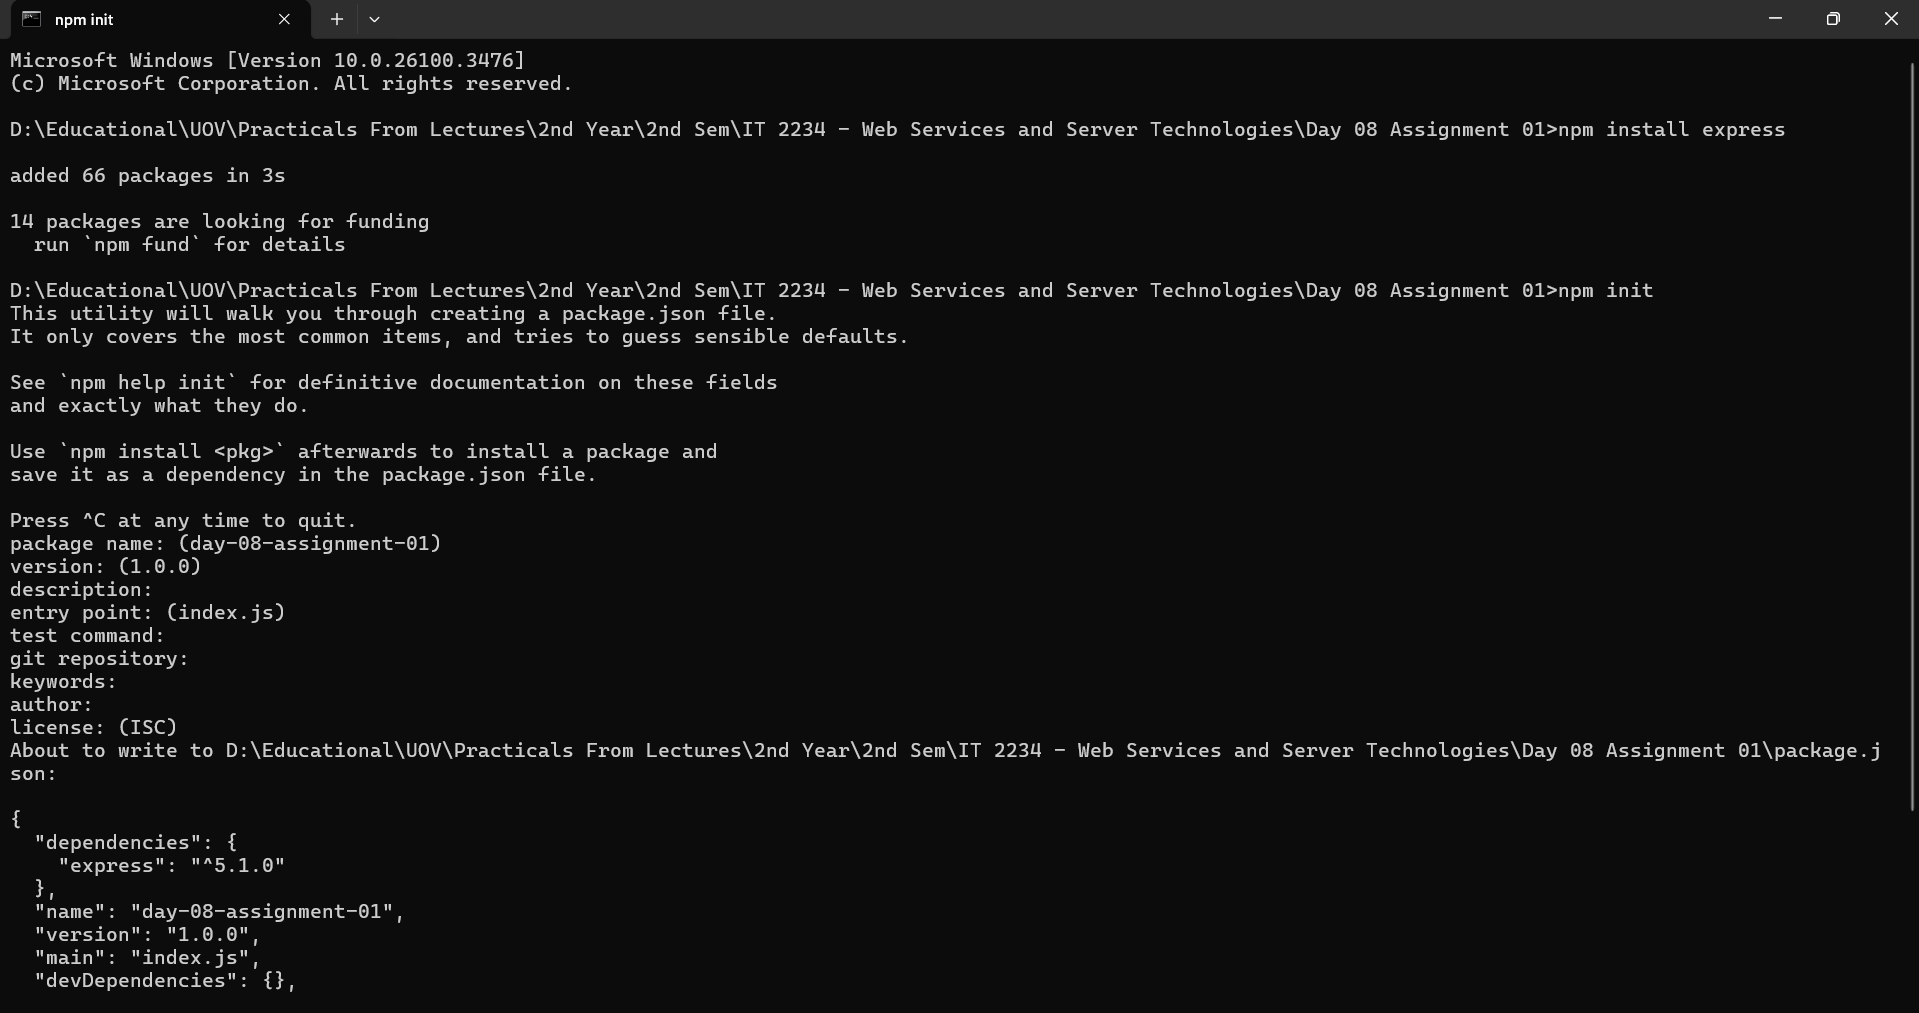 npm init
Microsoft Windows [Version 10.0.26100.3476]
(c) Microsoft Corporation. All rights reserved.
D:\Educational\UOV\Practicals From Lectures\2nd Year\2nd Sem\IT 2234 - Web Services and Server Technologies\Day 08 Assignment 01>npm install express
added 66 packages in 3s
14 packages are looking for funding
  run `npm fund` for details
D:\Educational\UOV\Practicals From Lectures\2nd Year\2nd Sem\IT 2234 - Web Services and Server Technologies\Day 08 Assignment 01>npm init
This utility will walk you through creating a package.json file.
It only covers the most common items, and tries to guess sensible defaults.
See `npm help init` for definitive documentation on these fields
and exactly what they do.
Use `npm install <pkg>` afterwards to install a package and
save it as a dependency in the package.json file.
Press ^C at any time to quit.
package name: (day-08-assignment-01)
version: (1.0.0)
description:
entry point: (index.js)
test command:
git repository:
keywords:
author:
license: (ISC)
About to write to D:\Educational\UOV\Practicals From Lectures\2nd Year\2nd Sem\IT 2234 - Web Services and Server Technologies\Day 08 Assignment 01\package.j
son:
{
  "dependencies": {
    "express": "^5.1.0"
  },
  "name": "day-08-assignment-01",
  "version": "1.0.0",
  "main": "index.js",
  "devDependencies": {},